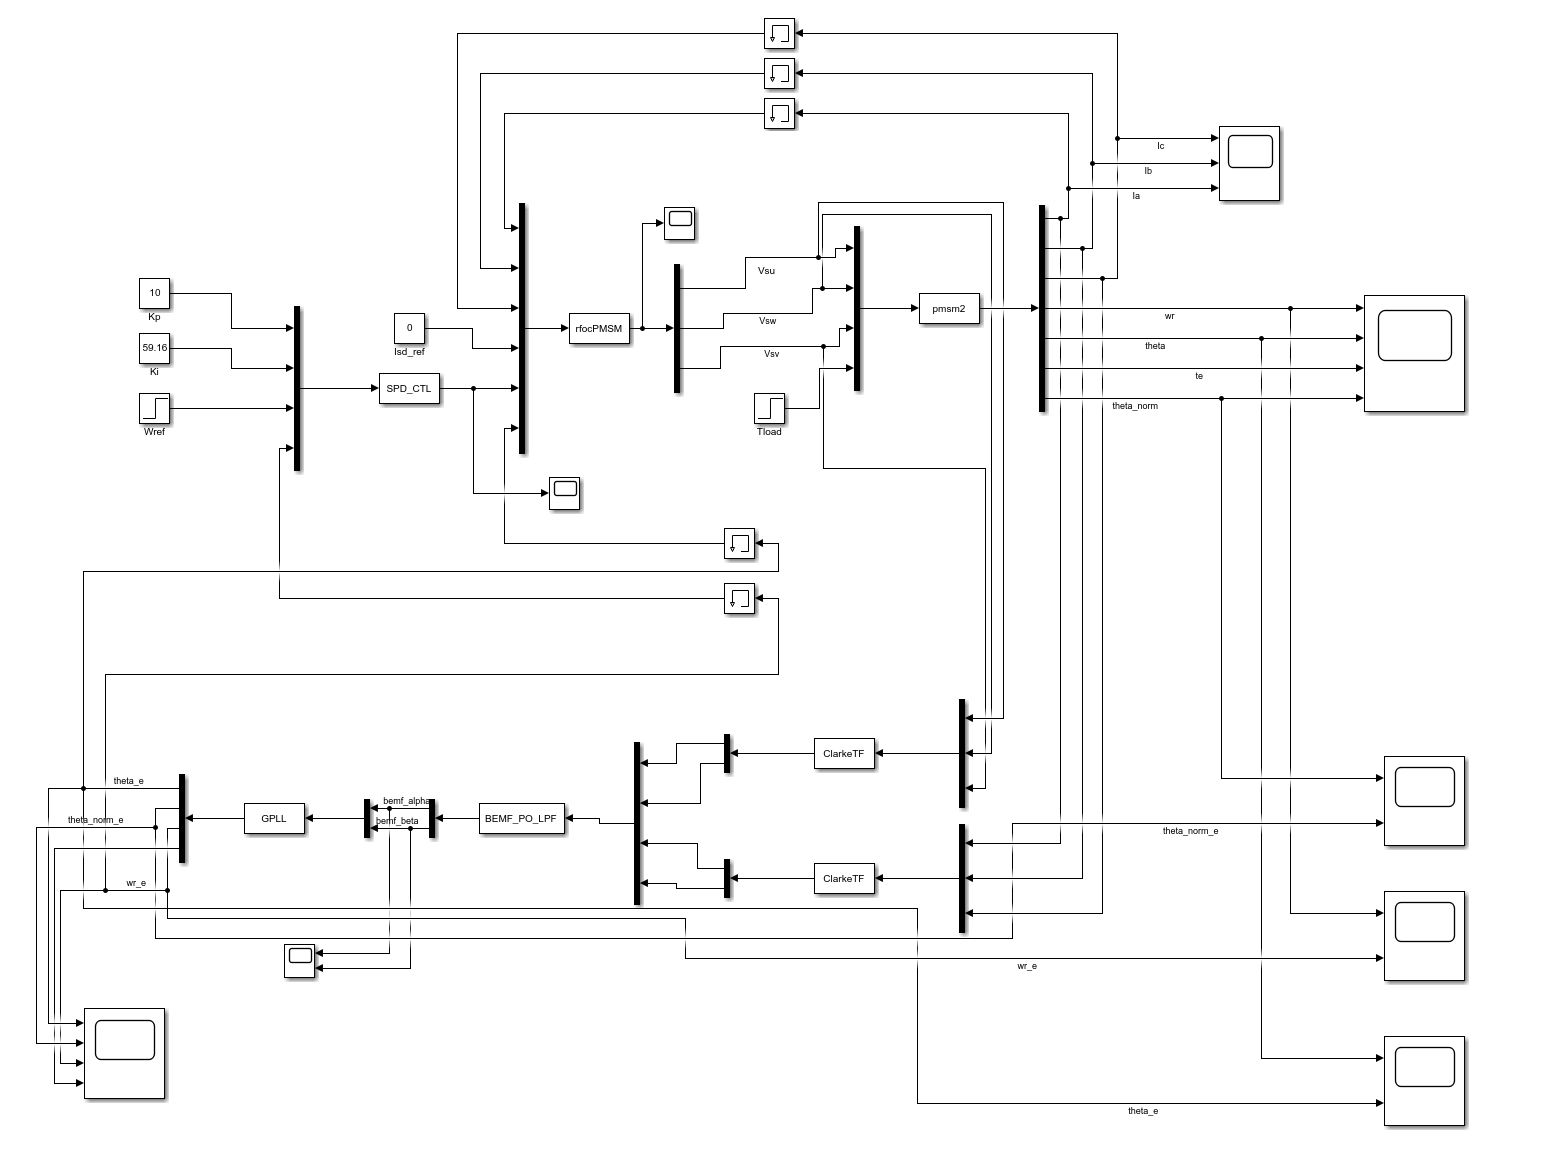 Ic
Ib
Ia
Vsu
10
Kp
0
Isd_ref
rfocPMSM
pmsm2
wr
Vsw
59.16
Ki
theta
Vsv
te
SPD_CTL
Wref
Tload
theta_norm
ClarkeTF
theta_e
bemf_alpha
theta_norm_e
GPLL
bemf_beta
BEMF_PO_LPF
theta_norm_e
ClarkeTF
wr_e
wr_e
theta_e